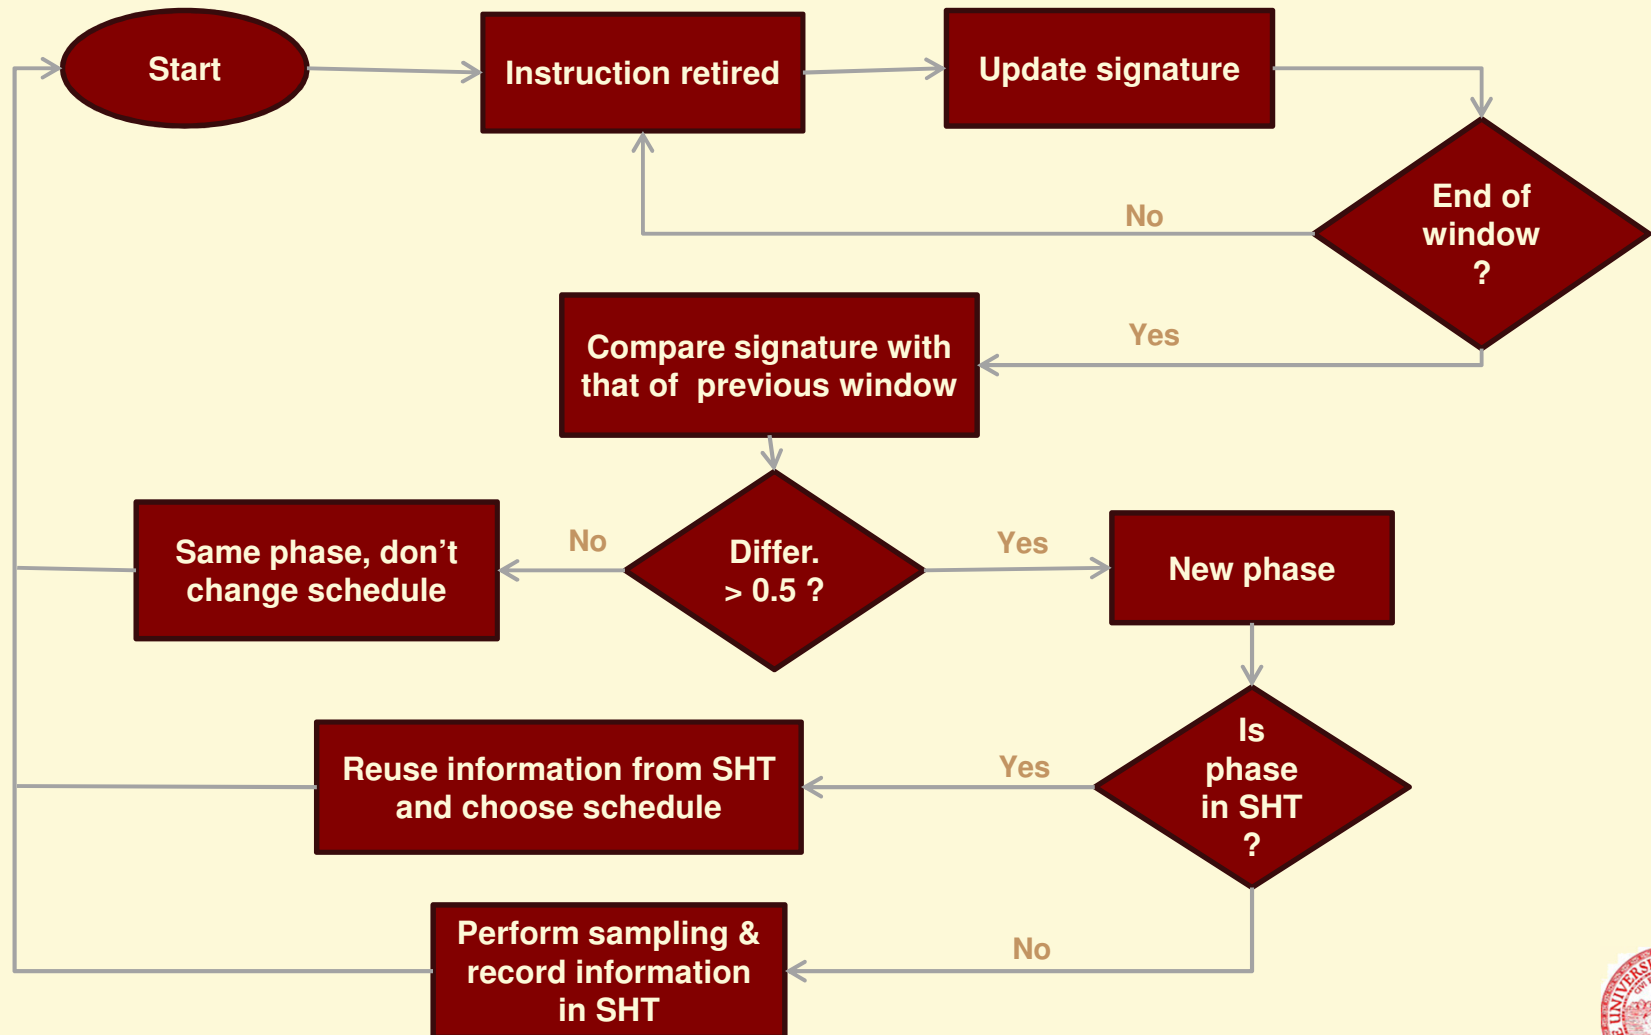 Start
Instruction retired
Update signature
End of
window
?
No
Yes
Compare signature with
that of  previous window
Differ.
> 0.5 ?
No
Same phase, don’t
change schedule
Yes
New phase
Is
phase
in SHT
?
Yes
Reuse information from SHT
and choose schedule
No
Perform sampling &
record information
in SHT